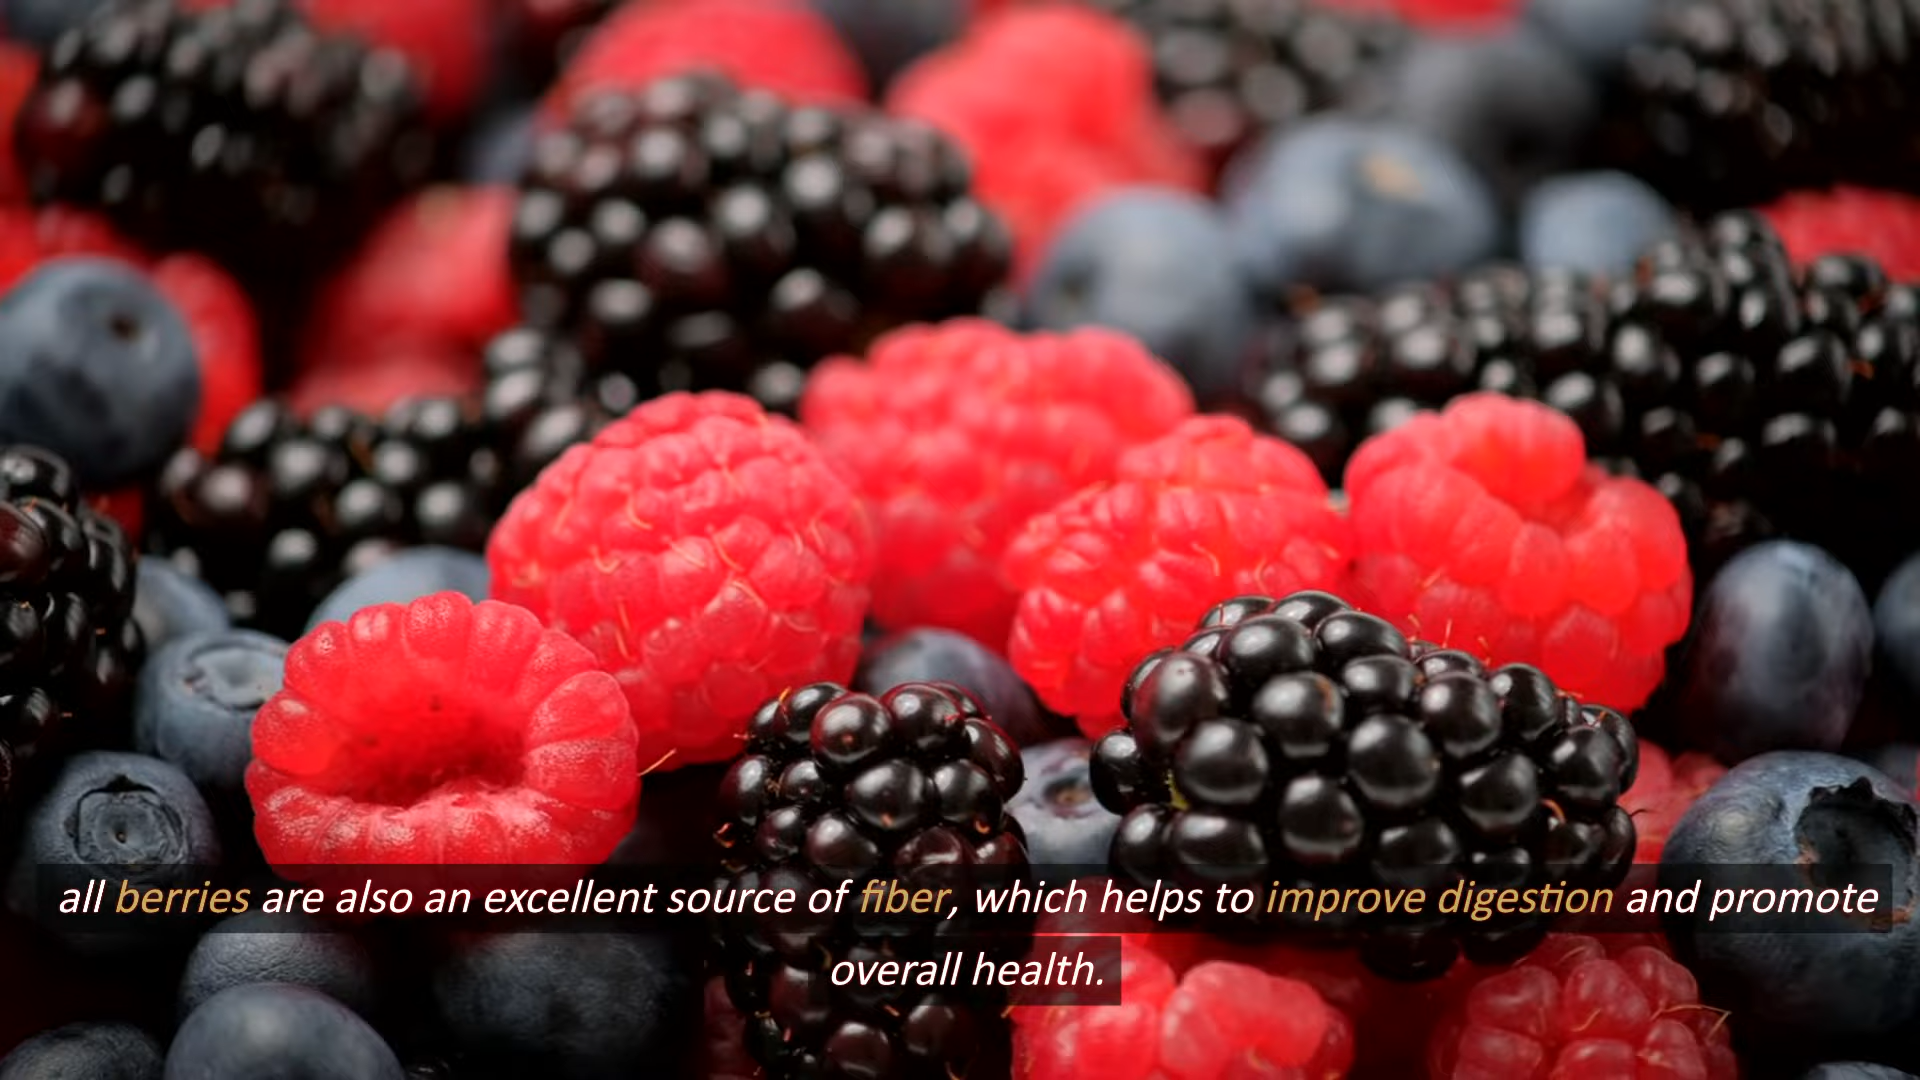 all berries are also an excellent source of fiber, which helps to improve digestion and promote
overall health.